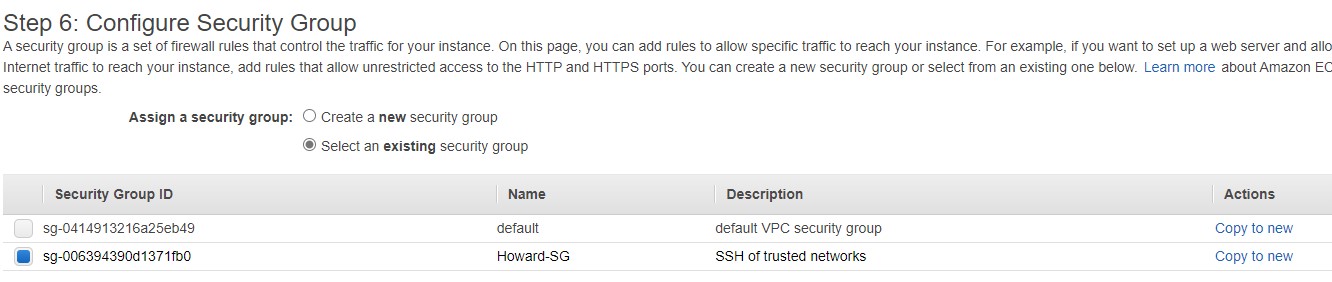 Step 6: Configure Security Group
A security group is a set of firewall rules that control the traffic for your instance. On this page, you can add rules to allow specific traffic to reach your instance. For example, if you want to set up a web server and allo
Internet traffic to reach your instance, add rules that allow unrestricted access to the HTTP and HTTPS ports. You can create a new security group or select from an existing one below. Learn more about Amazon EC
security groups.
Assign a security group: Create a new security group
Select an existing security group
Security Group ID Name Description Actions
sg-0414913216a25eb49 default default VPC security group Copy to new
sg-006394390d1371fb0 Howard-SG SSH of trusted networks Copy to new